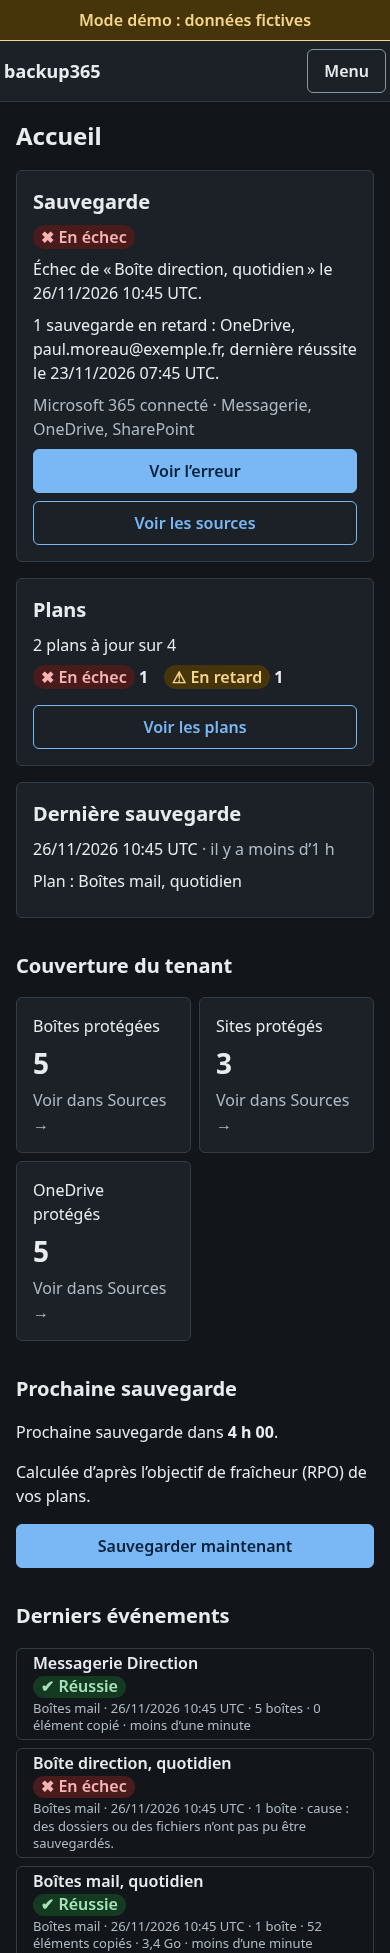 Mode démo : données fictives
backup365
Menu
Accueil
Sauvegarde
✖ En échec
Échec de « Boîte direction, quotidien » le
26/11/2026 10:45 UTC.
1 sauvegarde en retard : OneDrive,
paul.moreau@exemple.fr, dernière réussite
le 23/11/2026 07:45 UTC.
Microsoft 365 connecté · Messagerie,
OneDrive, SharePoint
Voir l’erreur
Voir les sources
Plans
2 plans à jour sur 4
✖ En échec 1 ⚠ En retard 1
Voir les plans
Dernière sauvegarde
26/11/2026 10:45 UTC · il y a moins d’1 h
Plan : Boîtes mail, quotidien
Couverture du tenant
Boîtes protégées
5
Voir dans Sources
→
Sites protégés
3
Voir dans Sources
→
OneDrive
protégés
5
Voir dans Sources
→
Prochaine sauvegarde
Prochaine sauvegarde dans 4 h 00.
Calculée d’après l’objectif de fraîcheur (RPO) de
vos plans.
Sauvegarder maintenant
Derniers événements
Messagerie Direction
✔ Réussie
Boîtes mail · 26/11/2026 10:45 UTC · 5 boîtes · 0
élément copié · moins d’une minute
Boîte direction, quotidien
✖ En échec
Boîtes mail · 26/11/2026 10:45 UTC · 1 boîte · cause :
des dossiers ou des fichiers n’ont pas pu être
sauvegardés.
Boîtes mail, quotidien
✔ Réussie
Boîtes mail · 26/11/2026 10:45 UTC · 1 boîte · 52
éléments copiés · 3,4 Go · moins d’une minute